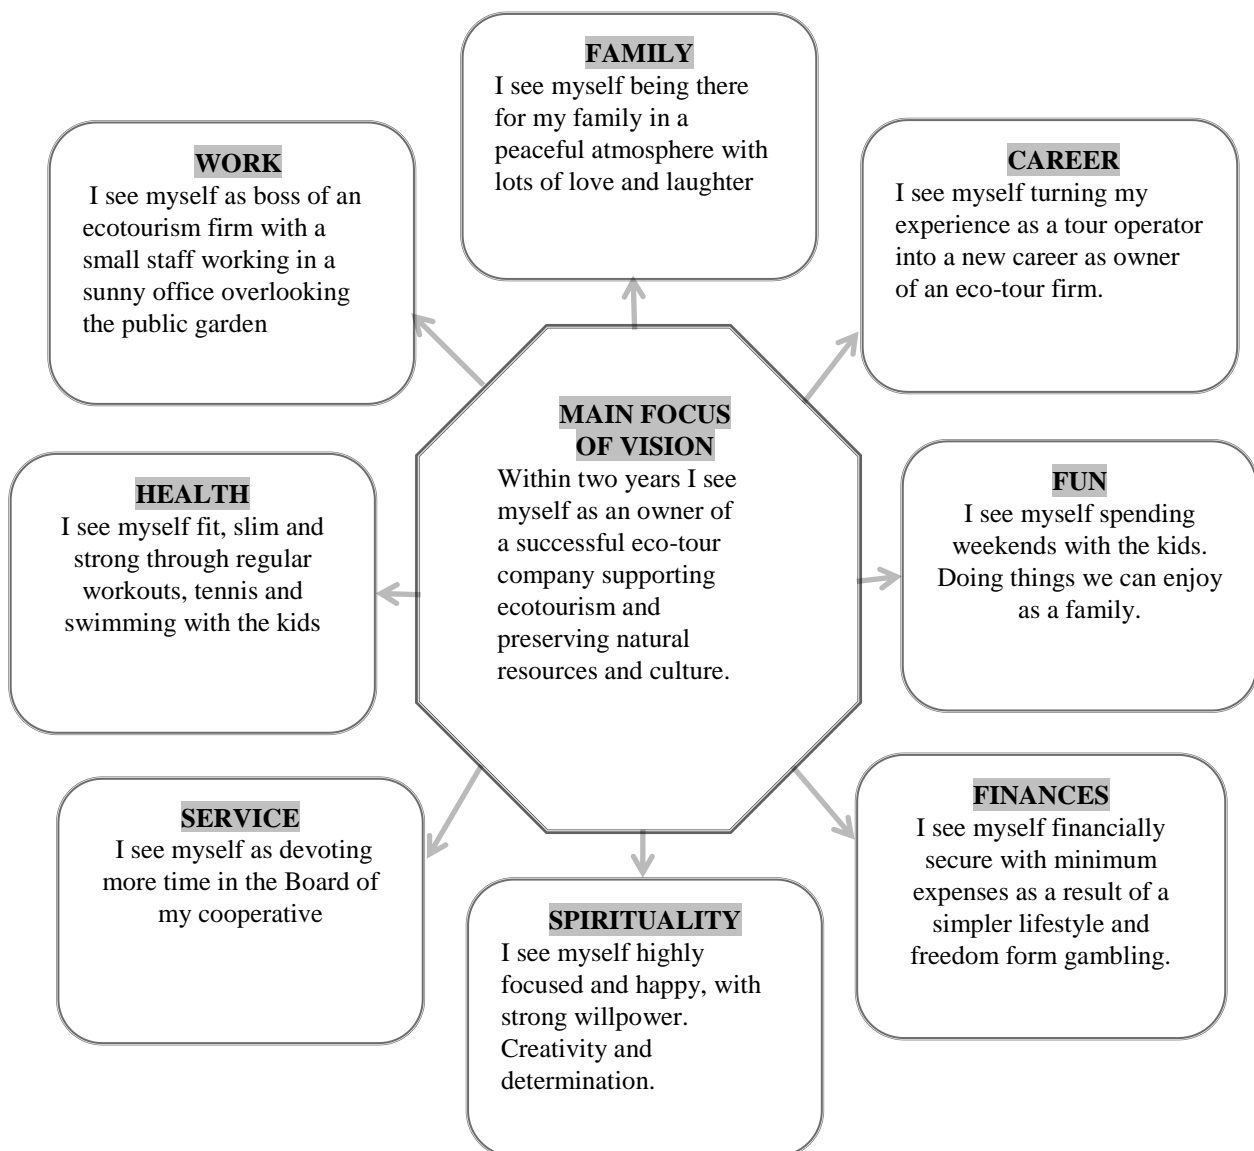 FAMILY
I see myself being there
for my family in a
peaceful atmosphere with
lots of love and laughter
WORK
I see myself as boss of an
ecotourism firm with a
small staff working in a
sunny office overlooking
the public garden
CAREER
I see myself turning my
experience as a tour operator
into a new career as owner
of an eco-tour firm.
MAIN FOCUS
OF VISION
Within two years I see
myself as an owner of
a successful eco-tour
company supporting
ecotourism and
preserving natural
resources and culture.
HEALTH
I see myself fit, slim and
strong through regular
workouts, tennis and
swimming with the kids
FUN
I see myself spending
weekends with the kids.
Doing things we can enjoy
as a family.
SERVICE
I see myself as devoting
more time in the Board of
my cooperative
FINANCES
I see myself financially
secure with minimum
expenses as a result of a
simpler lifestyle and
freedom form gambling.
SPIRITUALITY
I see myself highly
focused and happy, with
strong willpower.
Creativity and
determination.